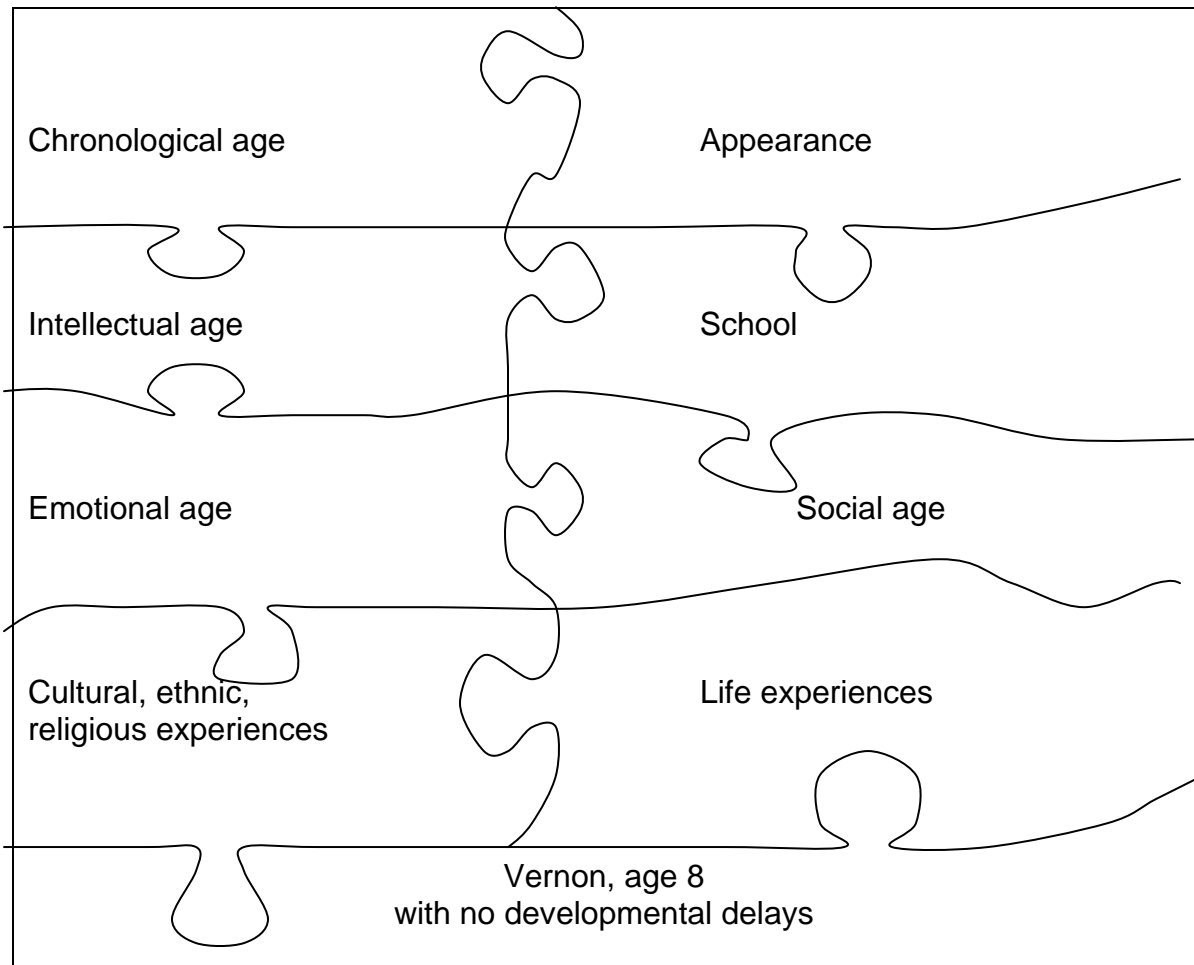 Chronological age
Appearance
Intellectual age
School
Emotional age
Social age
Cultural, ethnic,
religious experiences
Life experiences
Vernon, age 8
with no developmental delays